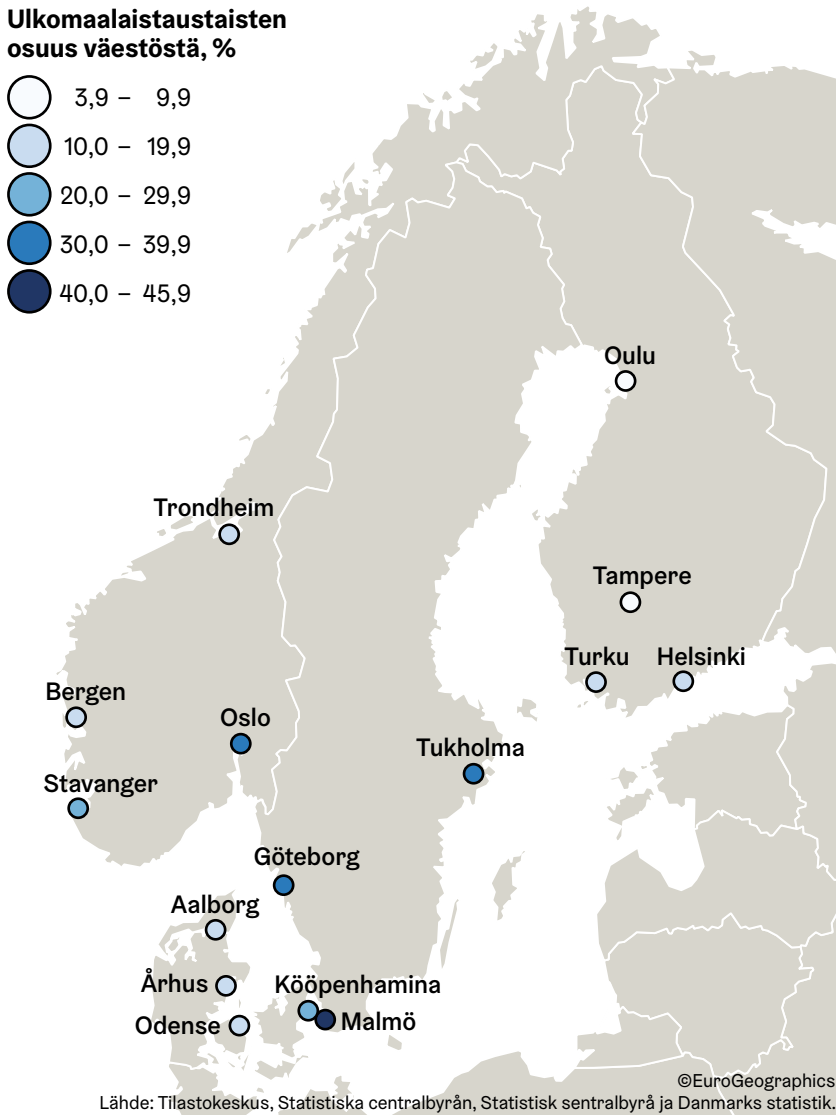 Ulkomaalaistaustaisten
osuus väestöstä, %
3,9 – 9,9
10,0 – 19,9
20,0 – 29,9
30,0 – 39,9
40,0 – 45,9
Oulu
Trondheim
Tampere
Turku
Helsinki
Bergen
Oslo
Tukholma
Stavanger
Göteborg
Aalborg
Århus
Kööpenhamina
Odense
Malmö
©EuroGeographics
Lähde: Tilastokeskus, Statistiska centralbyrån, Statistisk sentralbyrå ja Danmarks statistik.